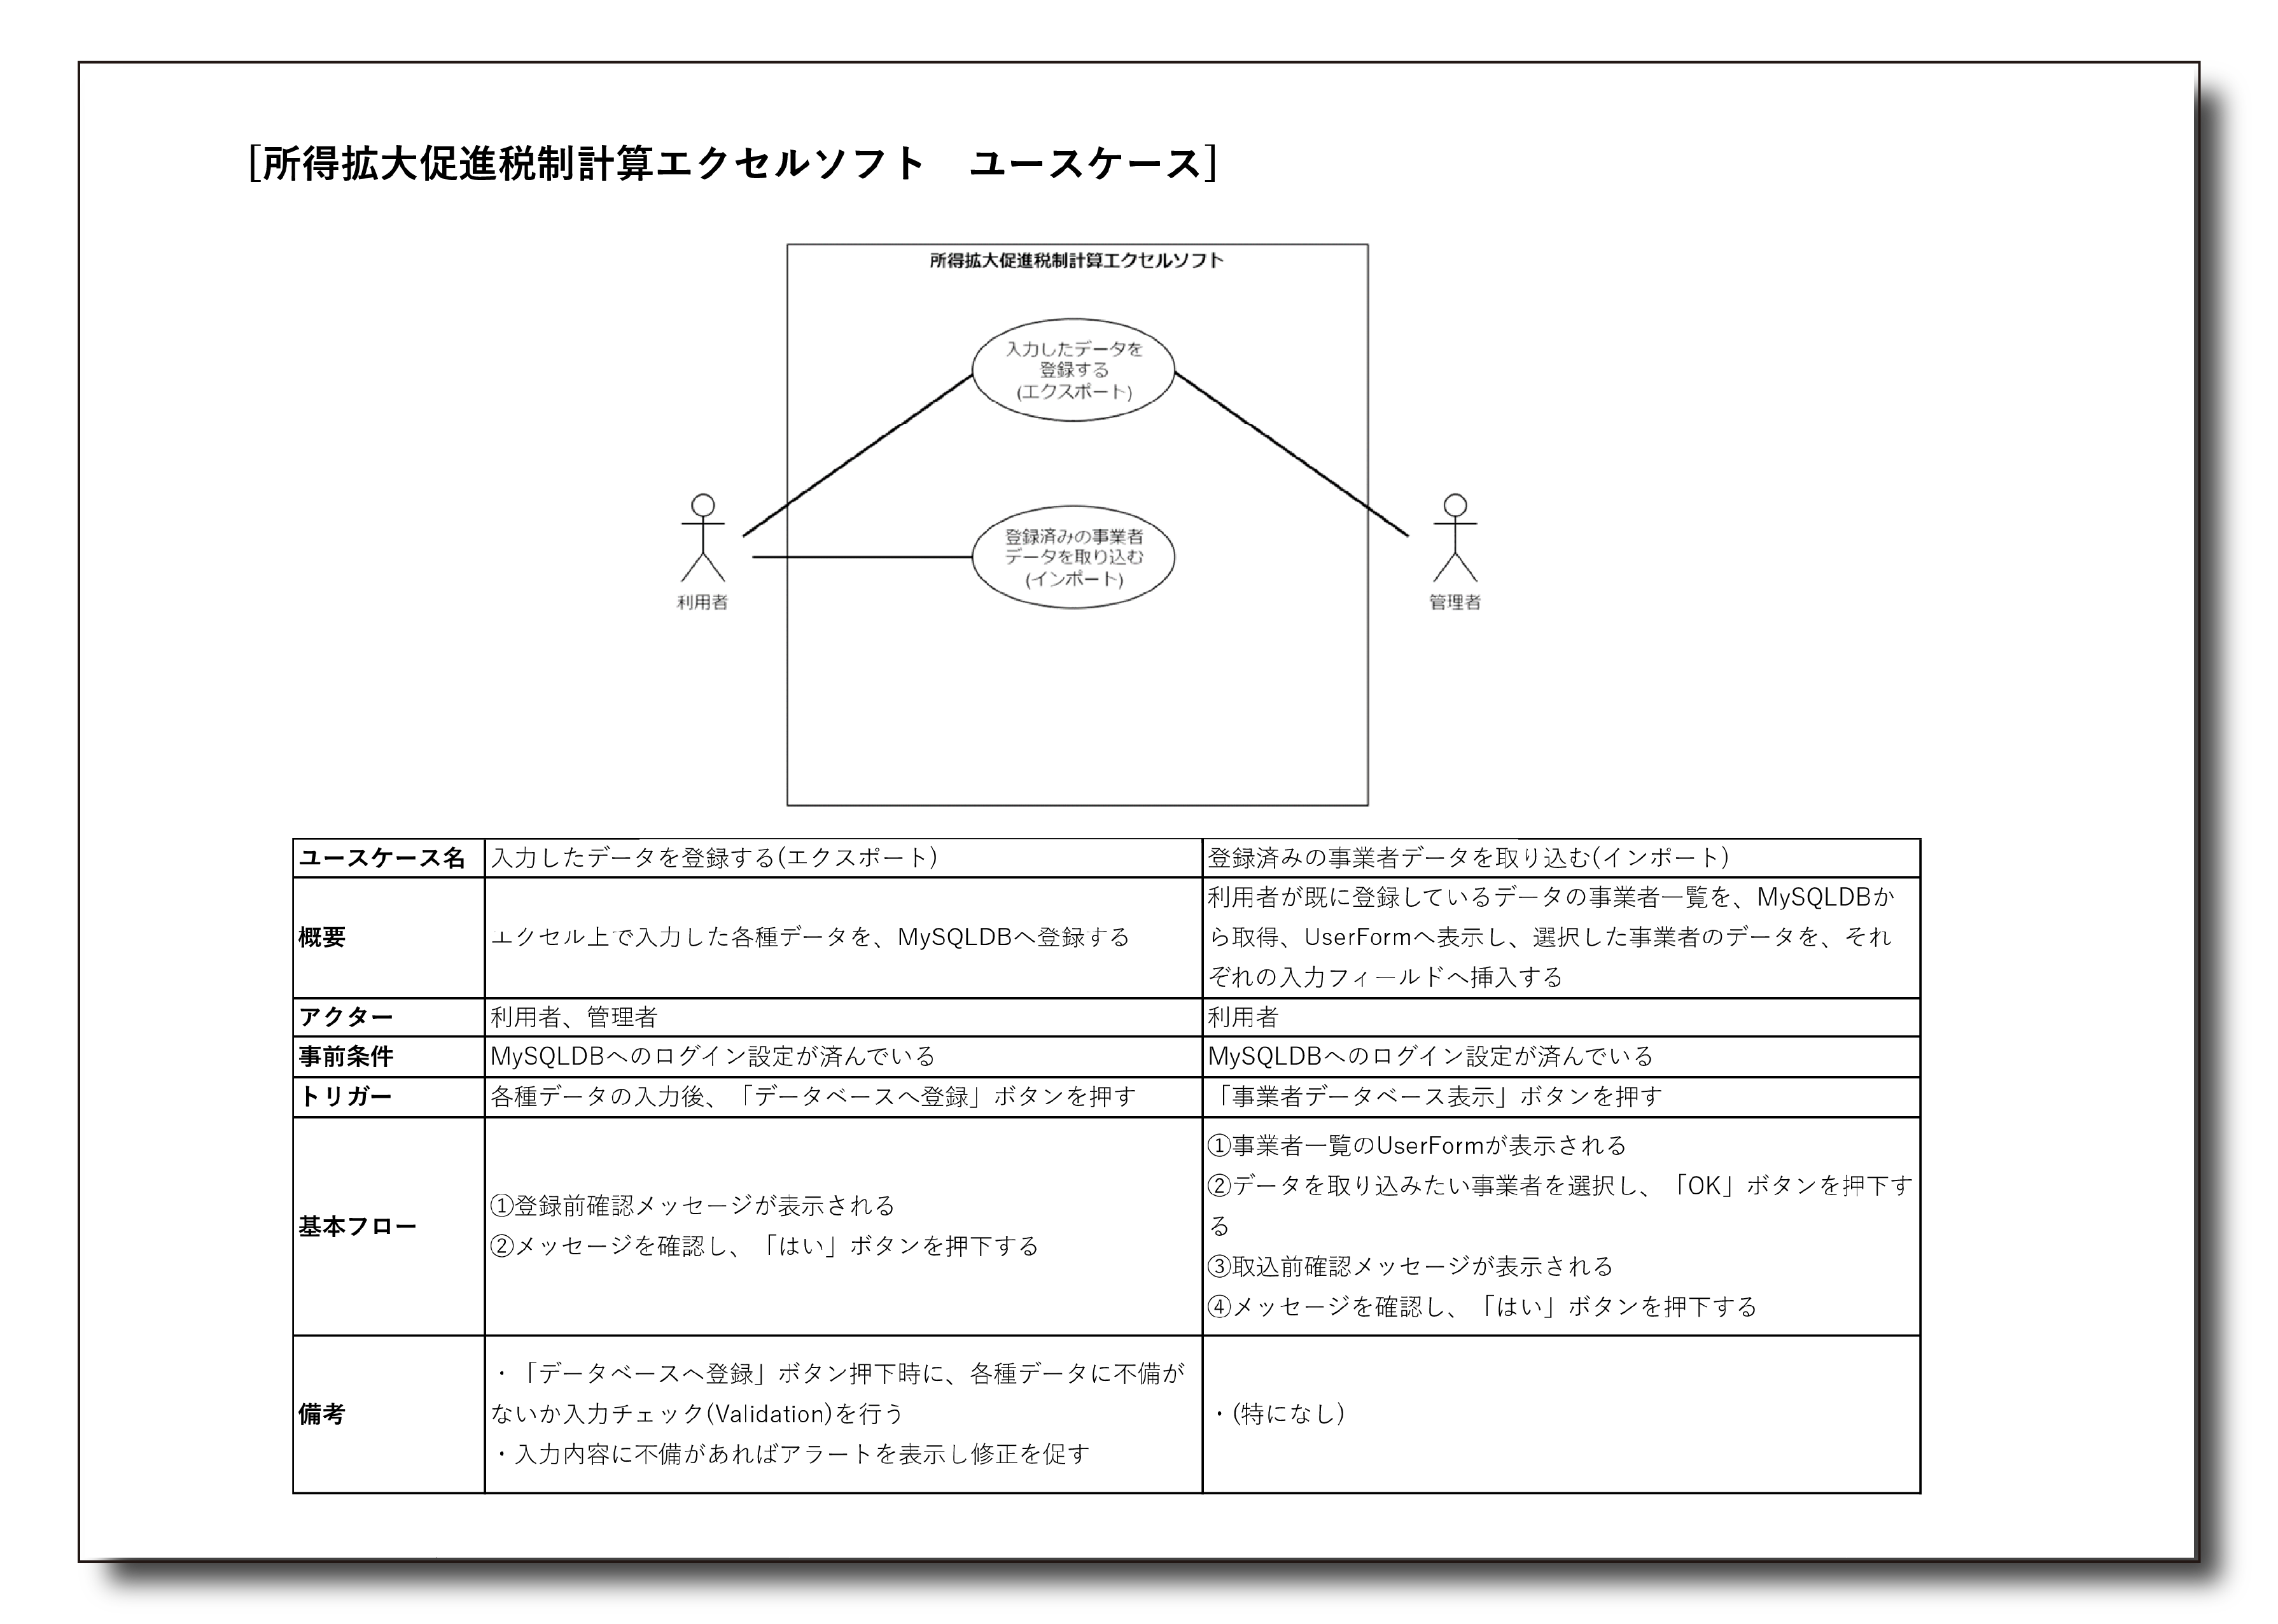 [所得拡大促進税制計算エクセルソフト　ユースケース]
所得拡大促進税制計算エクセルソフト
入力したデータを
登録する
(エクスポート)
登録済みの事業者
データを取り込む
(インポート)
利用者
管理者
ユースケース名
入力したデータを登録する(エクスポート)
登録済みの事業者データを取り込む(インポート)
概要
エクセル上で入力した各種データを、MySQLDBへ登録する
利用者が既に登録しているデータの事業者一覧を、MySQLDBか
ら取得、UserFormへ表示し、選択した事業者のデータを、それ
ぞれの入力フィールドへ挿入する
アクター
利用者、管理者
利用者
事前条件
MySQLDBへのログイン設定が済んでいる
MySQLDBへのログイン設定が済んでいる
トリガー
各種データの入力後、「データベースへ登録」ボタンを押す
「事業者データベース表示」ボタンを押す
基本フロー
①登録前確認メッセージが表示される
②メッセージを確認し、「はい」ボタンを押下する
①事業者一覧のUserFormが表示される
②データを取り込みたい事業者を選択し、「OK」ボタンを押下す
る
③取込前確認メッセージが表示される
④メッセージを確認し、「はい」ボタンを押下する
備考
・「データベースへ登録」ボタン押下時に、各種データに不備が
ないか入力チェック(Validation)を行う
・入力内容に不備があればアラートを表示し修正を促す
・(特になし)